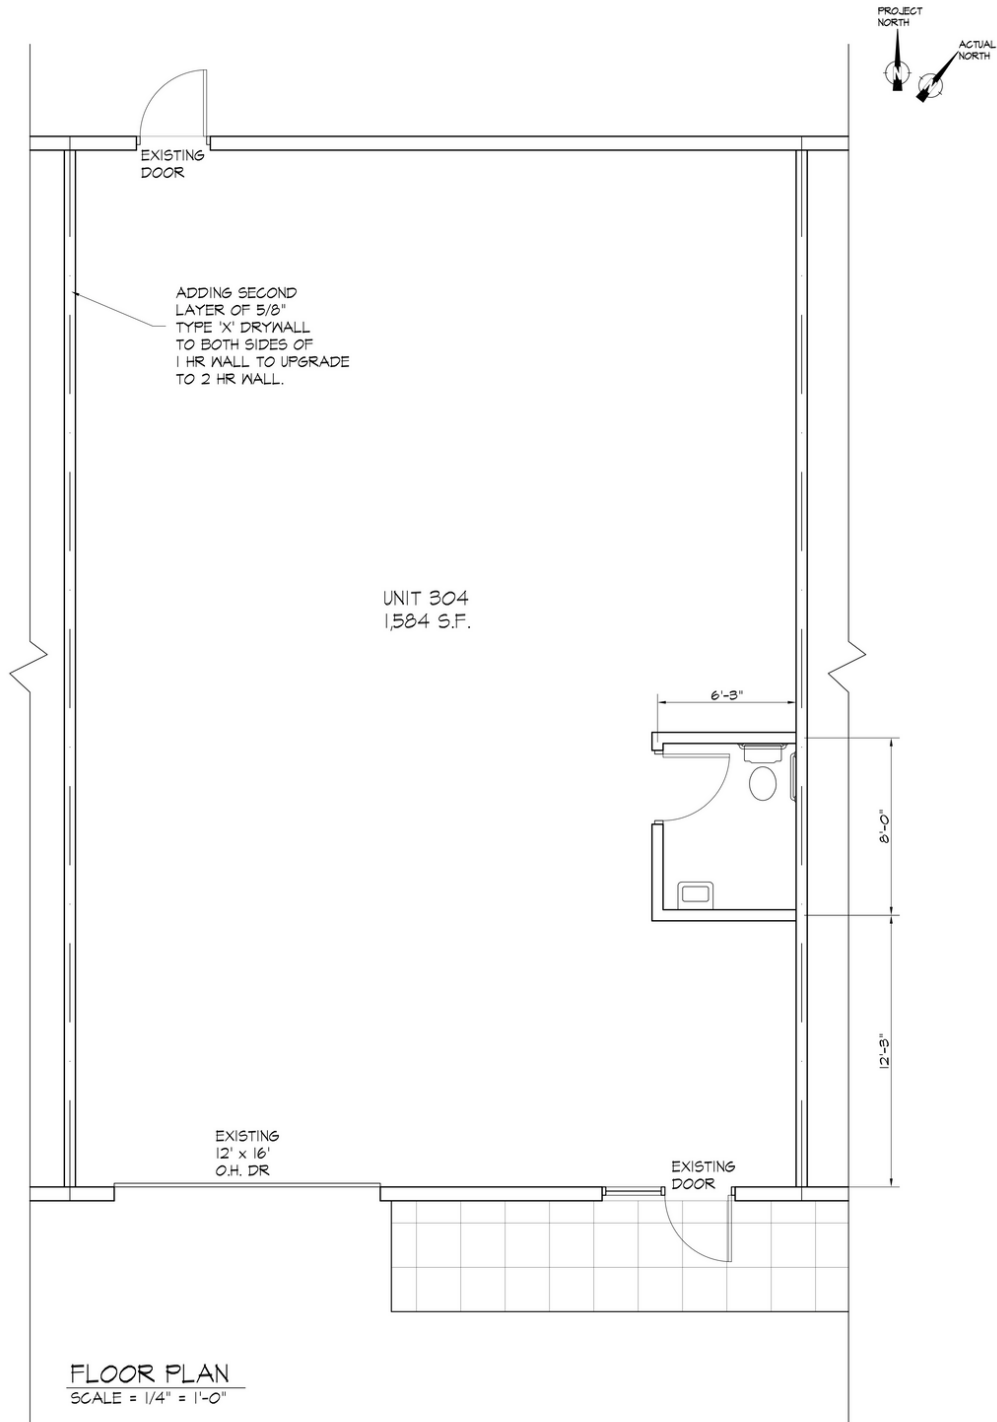 PROJECT
NORTH
ACTUAL
NORTH
N
N
EXISTING
DOOR
ADDING SECOND
LAYER OF 5/8"
TYPE 'X' DRYWALL
TO BOTH SIDES OF
1 HR WALL TO UPGRADE
TO 2 HR WALL.
UNIT 304
1,584 S.F.
6'-3"
8'-0"
12'-3"
EXISTING
12' x 16'
O.H. DR
EXISTING
DOOR
FLOOR PLAN
SCALE = 1/4" = 1'-0"